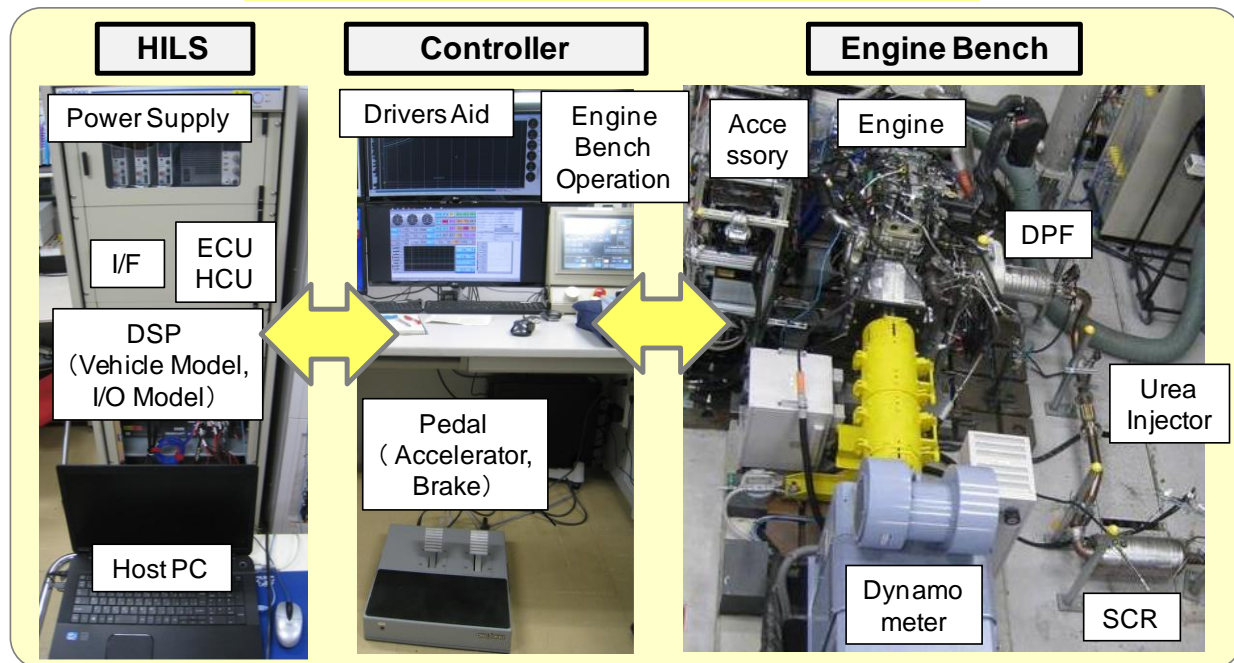 HILS
Controller
Engine Bench
Power Supply
I/F
ECU
HCU
DSP
（Vehicle Model,
I/O Model）
Host PC
Drivers Aid
Engine
Bench
Operation
Pedal
（Accelerator,
Brake）
Acce
ssory
Engine
DPF
Urea
Injector
Dynamo
meter
SCR